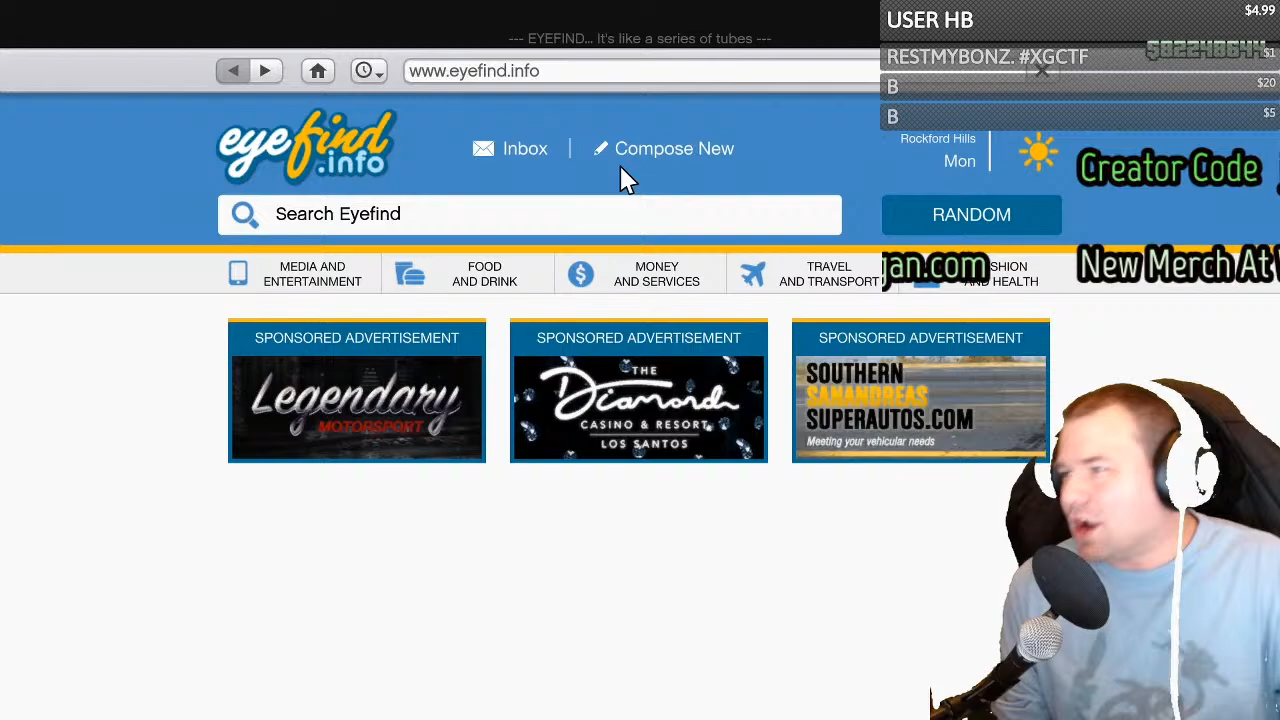 USER HB
$4.99
--- EYEFIND... It's like a series of tubes ---
RESTMYBONZ. #XGCTF
$1
www.eyefind.info
B
$20
B
$5
eyefind
.info
Inbox
Compose New
Rockford Hills
Mon
Creator Code
Search Eyefind
RANDOM
MEDIA AND
ENTERTAINMENT
FOOD
AND DRINK
MONEY
AND SERVICES
TRAVEL
AND TRANSPORT
AND HEALTH
gan.com
New Merch At
SPONSORED ADVERTISEMENT
Legendary
MOTORSPORT
SPONSORED ADVERTISEMENT
THE
Diamond
CASINO & RESORT
LOS SANTOS
SPONSORED ADVERTISEMENT
SOUTHERN
SANANDREAS
SUPERAUTOS.COM
Meeting your vehicular needs